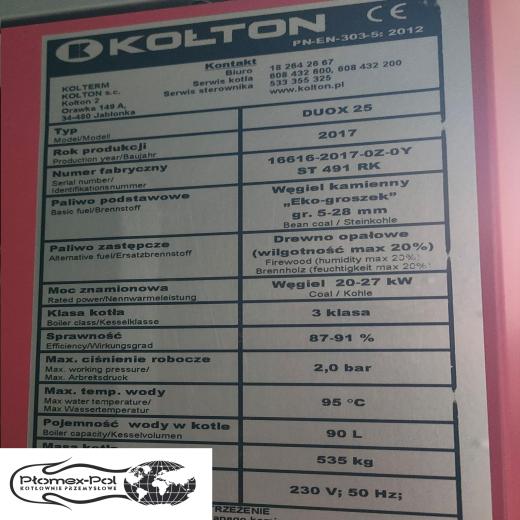 KOŁTON
CE
PN-EN-303-5: 2012
KOLTERM
KOŁTON s.c.
Kołton 2
Orawka 149 A,
34-480 Jabłonka
Kontakt
Biuro 18 264 26 67
Serwis kotła 608 432 600, 608 432 200
Serwis sterownika 533 355 325
www.kolton.pl
Typ
Model/Modell
DUOX 25
Rok produkcji
Production year/Baujahr
2017
Numer fabryczny
Serial number/
Identifikationsnummer
16616-2017-0Z-0Y
ST 491 RK
Paliwo podstawowe
Basic fuel/Brennstoff
Węgiel kamienny
„Eko-groszek"
gr. 5-28 mm
Bean coal / Steinkohle
Paliwo zastępcze
Alternative fuel/Ersatzbrennstoff
Drewno opałowe
(wilgotność max 20%)
Firewood (humidity max 20%)
Brennholz (feuchtigkeit max 20%)
Moc znamionowa
Rated power/Nennwarmeleistung
Węgiel 20-27 kW
Coal / Kohle
Klasa kotła
Boiler class/Kesselklasse
3 klasa
Sprawność
Efficiency/Wirkungsgrad
87-91 %
Max. ciśnienie robocze
Max. working pressure/
Max. Arbeitsdruck
2,0 bar
Max. temp. wody
Max water temperature/
Max Wassertemperatur
95 °C
Pojemność wody w kotle
Boiler capacity/Kesselvolumen
90 L
Masa kotła
535 kg
230 V; 50 Hz;
Płomex-Pol
KOTŁOWNIE PRZEMYSŁOWE